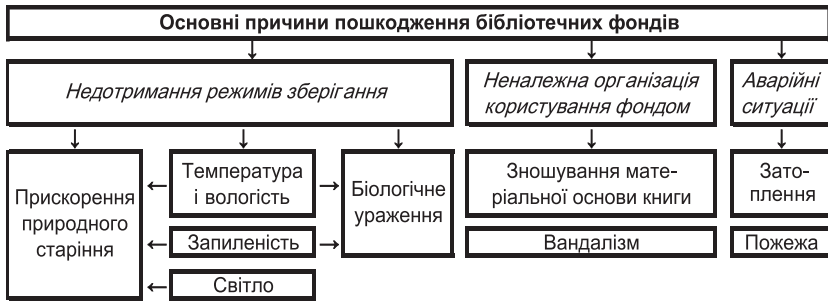 Основні причини пошкодження бібліотечних фондів
Недотримання режимів зберігання
Неналежна організація
користування фондом
Аварійні
ситуації
Прискорення
природного
старіння
Температура
і вологість
Запиленість
Світло
Біологічне
ураження
Зношування мате-
ріальної основи книги
Вандалізм
Зато-
плення
Пожежа